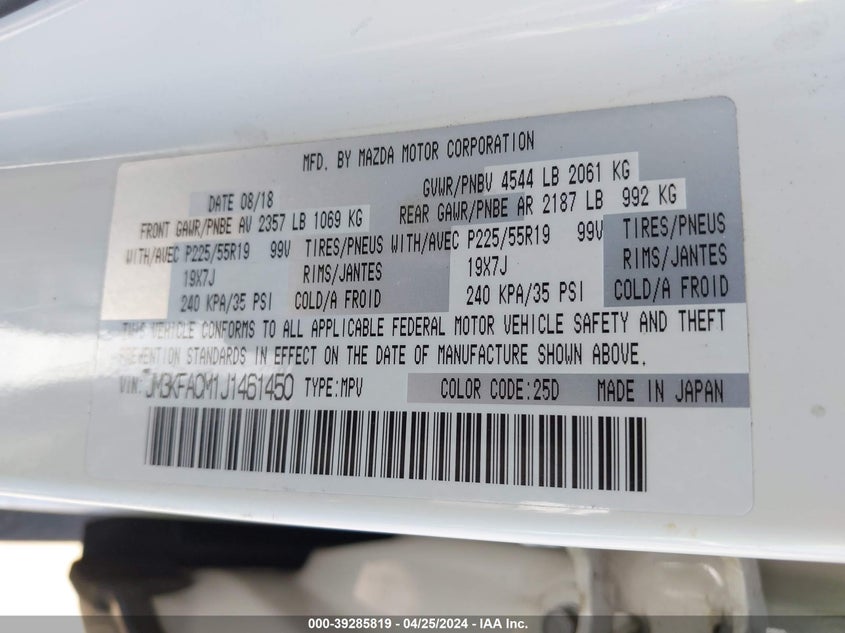 MFD. BY MAZDA MOTOR CORPORATION
DATE 08/18 GVWR/PNBV 4544 LB 2061 KG
FRONT GAWR/PNBE AV 2357 LB 1069 KG REAR GAWR/PNBE AR 2187 LB 992 KG
WITH/AVEC P225/55R19 99V TIRES/PNEUS WITH/AVEC P225/55R19 99V TIRES/PNEUS
19X7J RIMS/JANTES 19X7J RIMS/JANTES
240 KPA/35 PSI COLD/A FROID 240 KPA/35 PSI COLD/A FROID
THIS VEHICLE CONFORMS TO ALL APPLICABLE FEDERAL MOTOR VEHICLE SAFETY AND THEFT
PREVENTION STANDARDS IN EFFECT ON THE DATE OF MANUFACTURE SHOWN ABOVE.
VIN: JM3KFACM1J1461450 TYPE:MPV COLOR CODE:25D MADE IN JAPAN
000-39285819 - 04/25/2024 - IAA Inc.